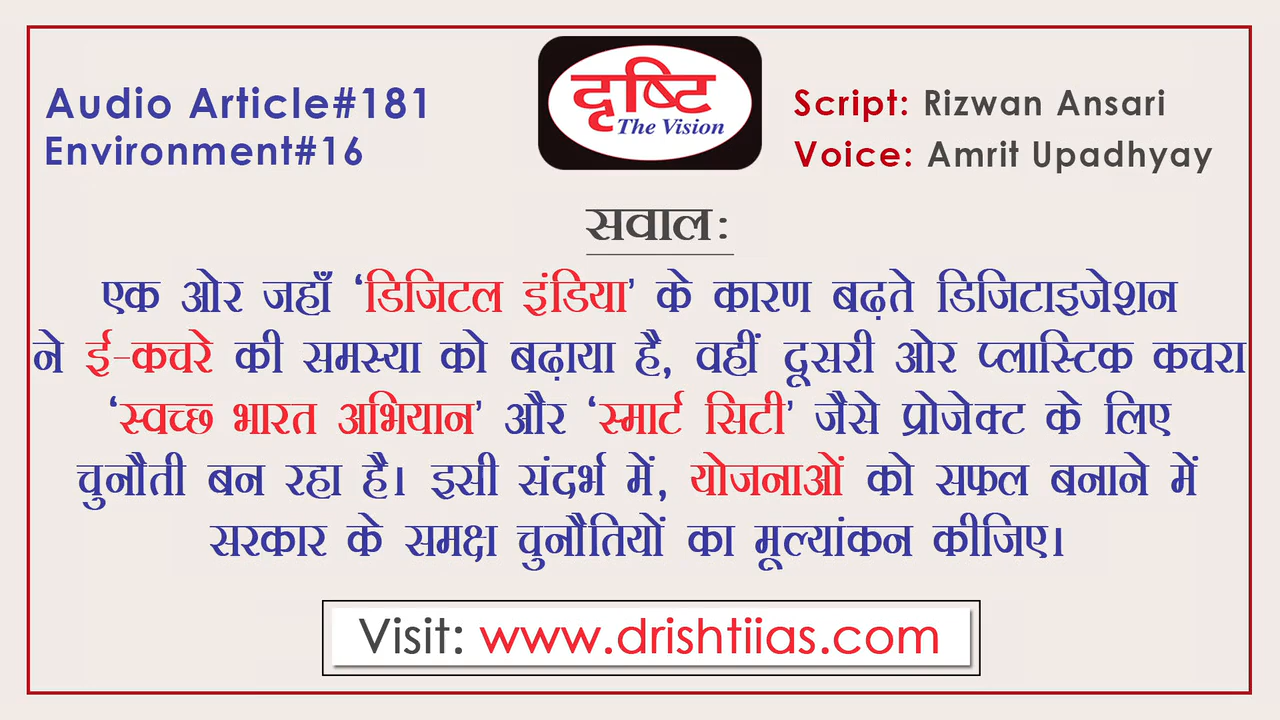 Audio Article#181
Environment#16
दृष्टि
The Vision
Script: Rizwan Ansari
Voice: Amrit Upadhyay
सवाल:
एक ओर जहाँ ‘डिजिटल इंडिया’ के कारण बढ़ते डिजिटाइजेशन
ने ई-कचरे की समस्या को बढ़ाया है, वहीं दूसरी ओर प्लास्टिक कचरा
‘स्वच्छ भारत अभियान’ और ‘स्मार्ट सिटी’ जैसे प्रोजेक्ट के लिए
चुनौती बन रहा है। इसी संदर्भ में, योजनाओं को सफल बनाने में
सरकार के समक्ष चुनौतियों का मूल्यांकन कीजिए।
Visit: www.drishtiias.com